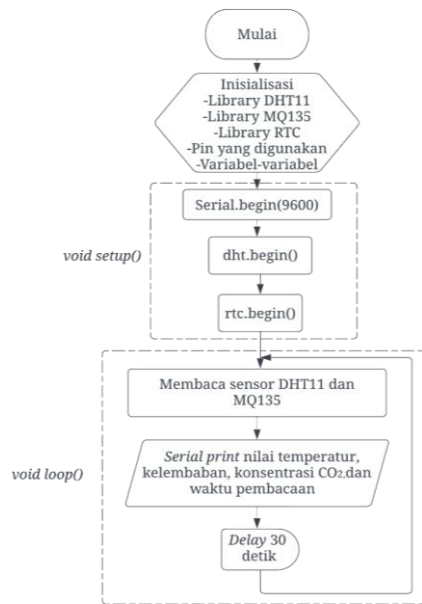 Mulai
Inisialisasi
-Library DHT11
-Library MQ135
-Library RTC
-Pin yang digunakan
-Variabel-variabel
Serial.begin(9600)
void setup()
dht.begin()
rtc.begin()
Membaca sensor DHT11 dan
MQ135
void loop()
Serial print nilai temperatur,
kelembaban, konsentrasi CO₂,dan
waktu pembacaan
Delay 30
detik